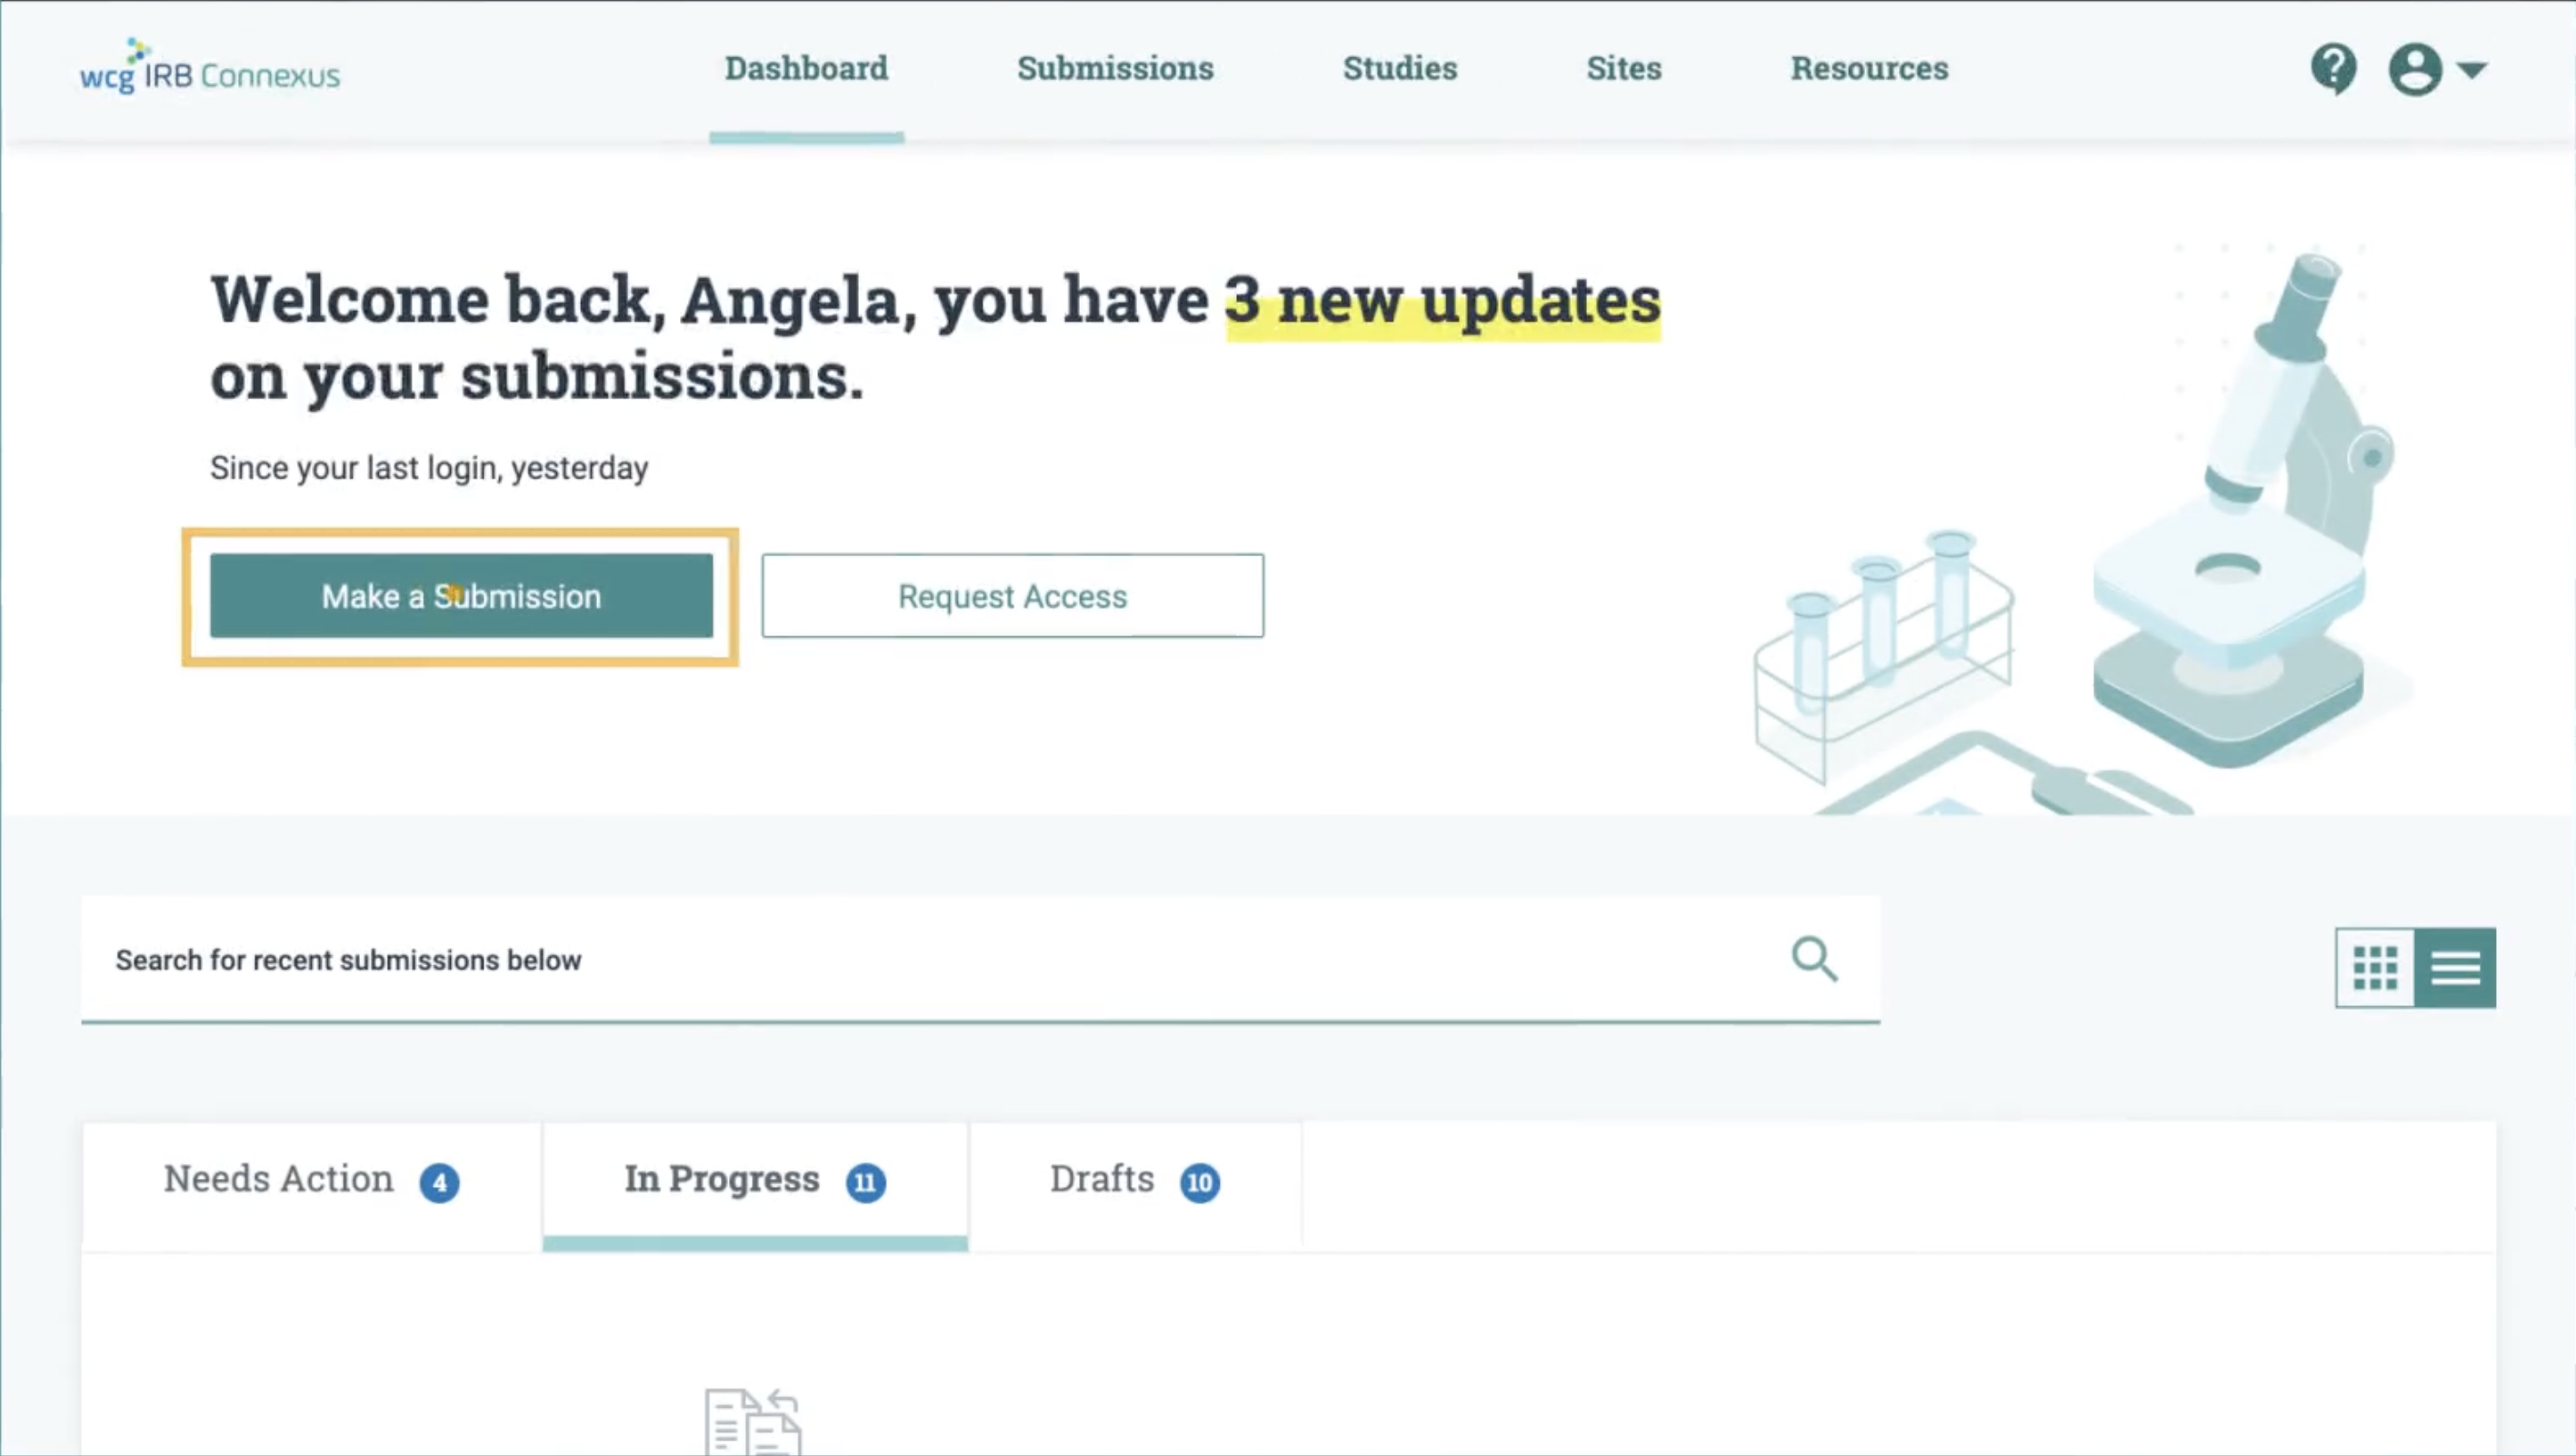 wcg IRB Connexus
Dashboard
Submissions
Studies
Sites
Resources
Welcome back, Angela, you have 3 new updates
on your submissions.
Since your last login, yesterday
Make a Submission
Request Access
Search for recent submissions below
Needs Action 4
In Progress 11
Drafts 10